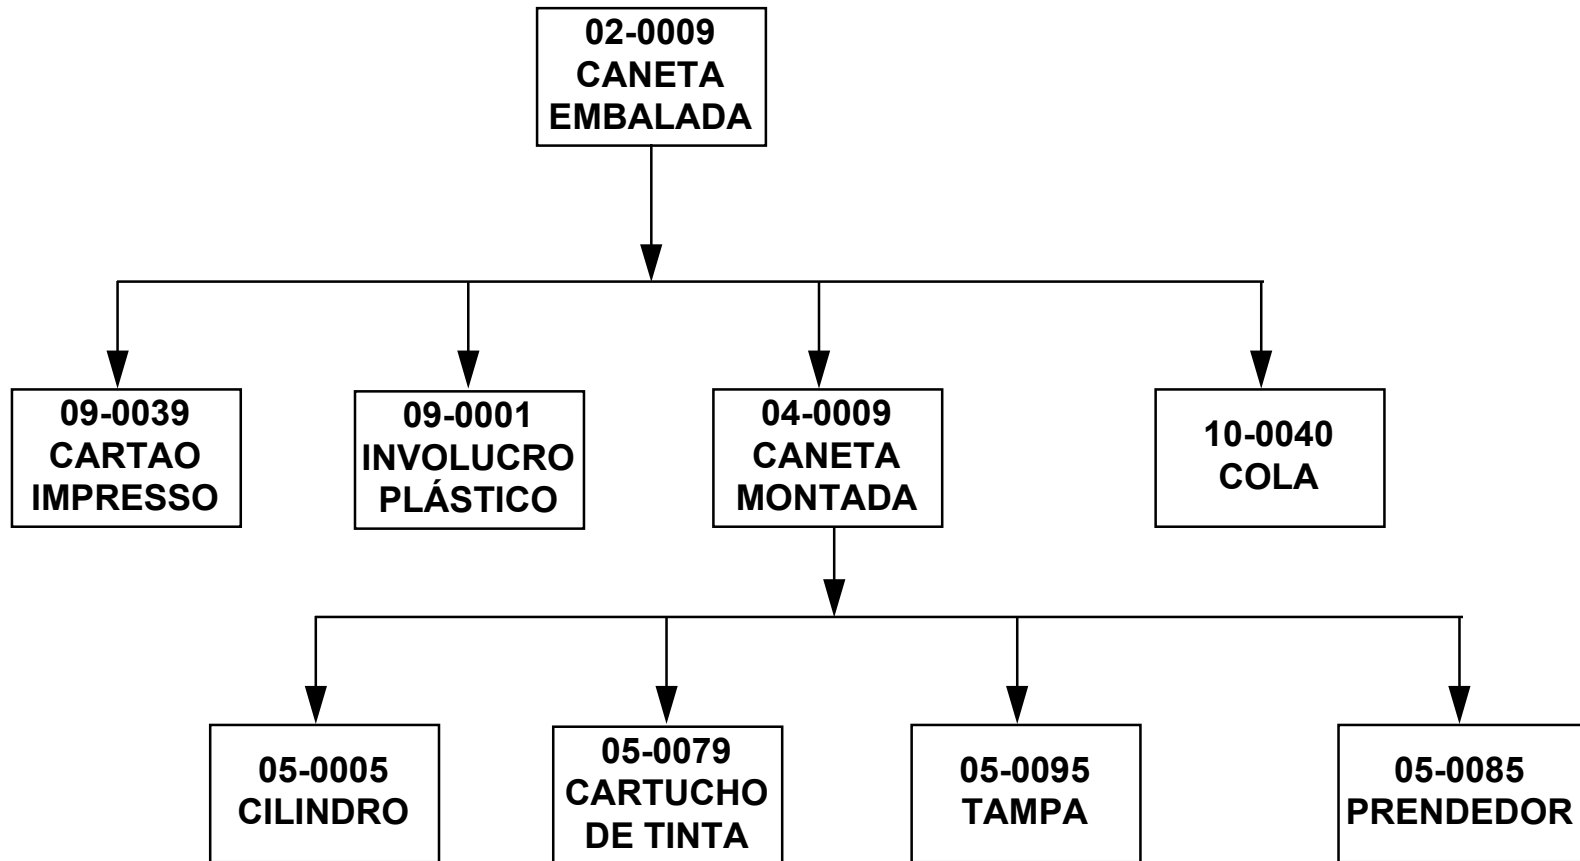 02-0009
CANETA
EMBALADA
09-0039
CARTAO
IMPRESSO
09-0001
INVOLUCRO
PLÁSTICO
04-0009
CANETA
MONTADA
10-0040
COLA
05-0005
CILINDRO
05-0079
CARTUCHO
DE TINTA
05-0095
TAMPA
05-0085
PRENDEDOR